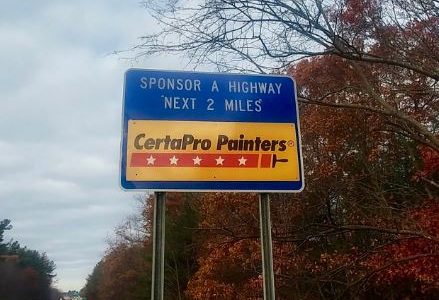 SPONSOR A HIGHWAY
NEXT 2 MILES
CertaPro Painters®